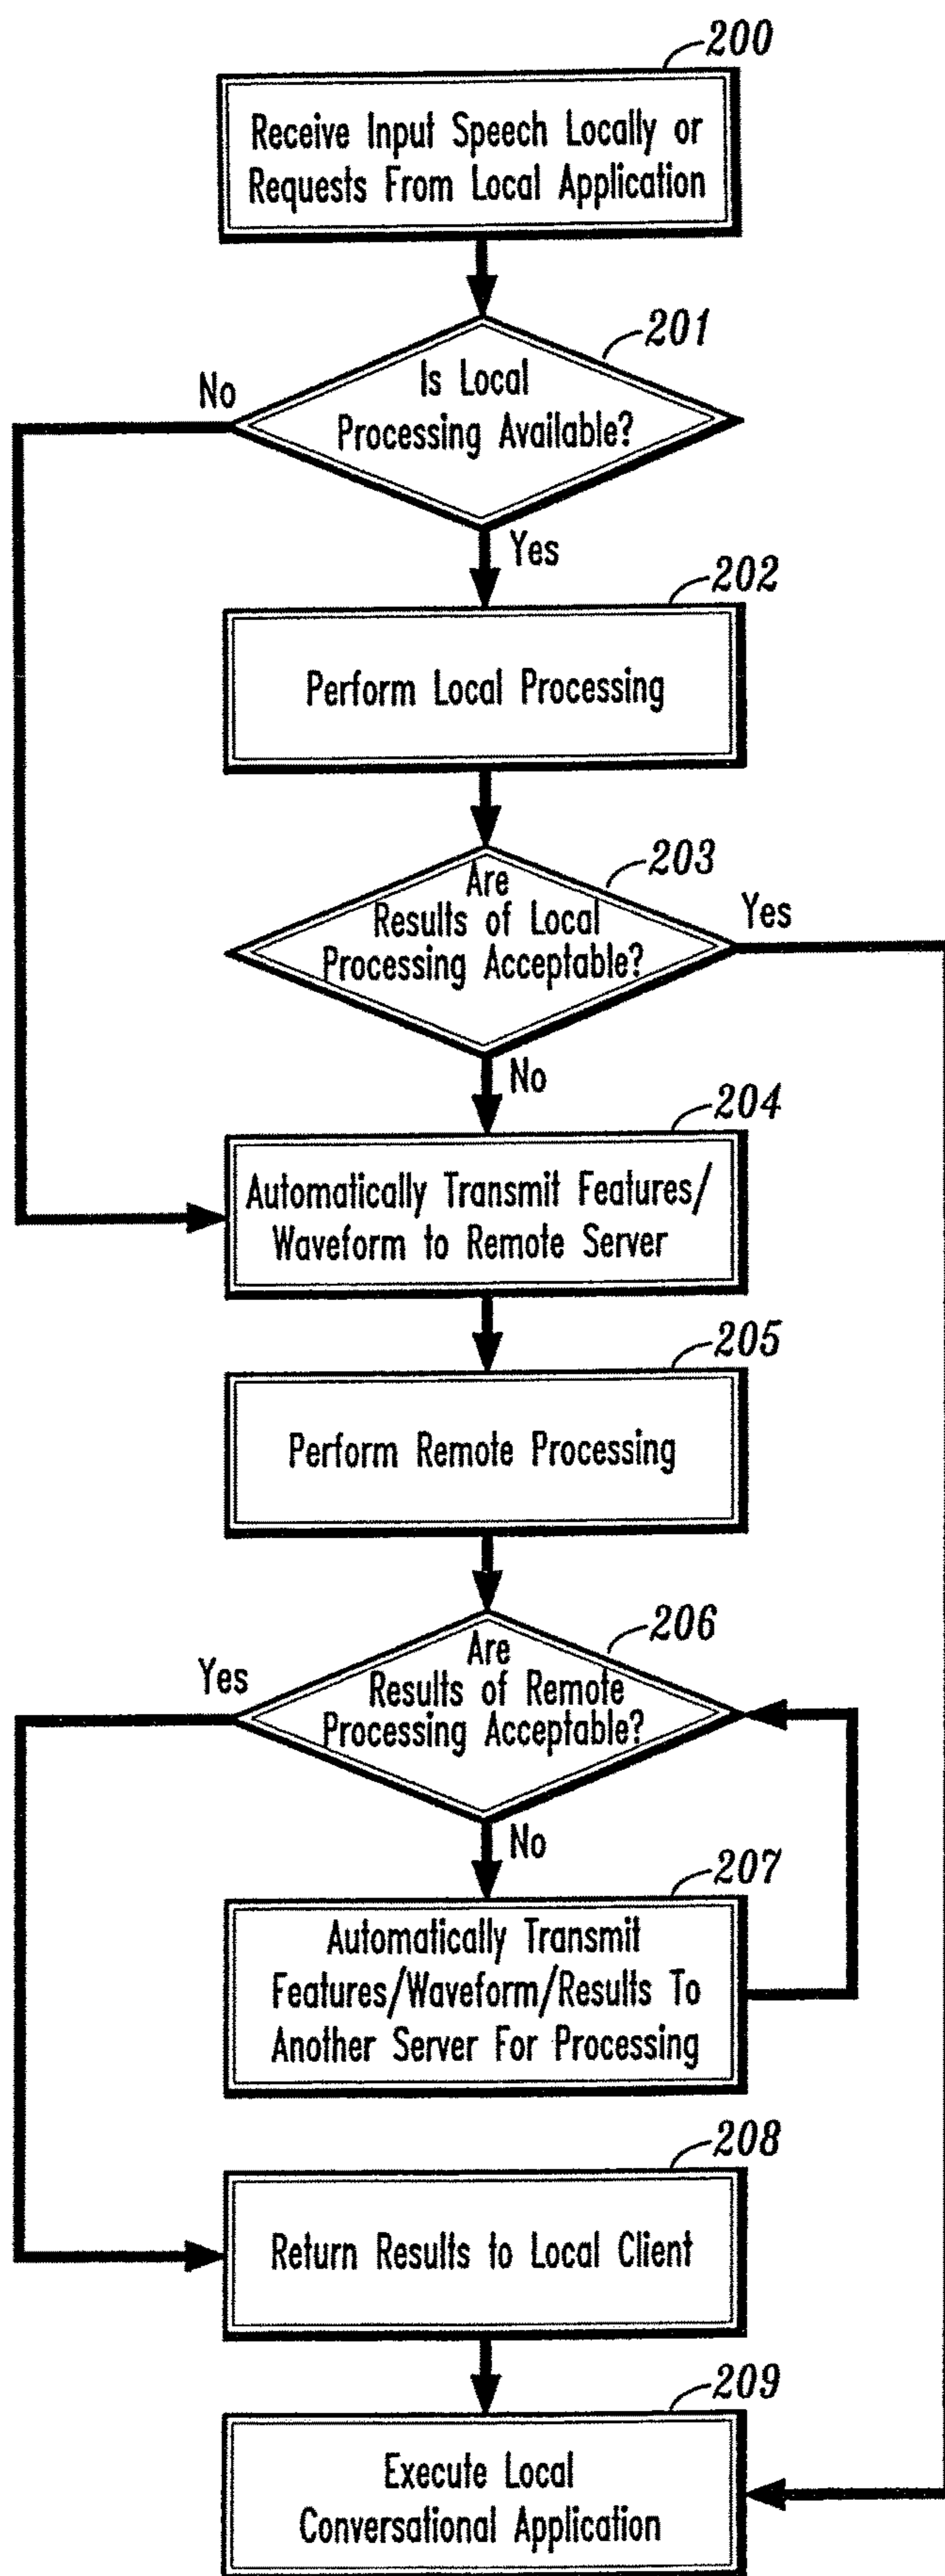 200
Receive Input Speech Locally or
Requests From Local Application
201
No
Is Local
Processing Available?
Yes
202
Perform Local Processing
203
Are
Results of Local
Processing Acceptable?
Yes
No
204
Automatically Transmit Features/
Waveform to Remote Server
205
Perform Remote Processing
206
Yes
Are
Results of Remote
Processing Acceptable?
No
207
Automatically Transmit
Features/Waveform/Results To
Another Server For Processing
208
Return Results to Local Client
209
Execute Local
Conversational Application